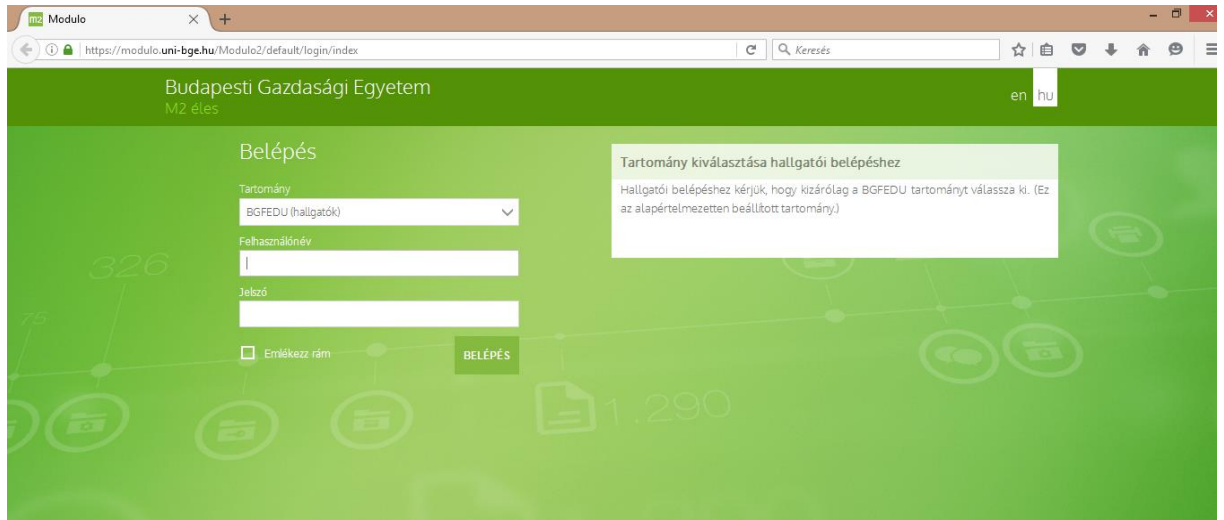 m2 Modulo
https://modulo.uni-bge.hu/Modulo2/default/login/index
Keresés
Budapesti Gazdasági Egyetem
M2 éles
en hu
Belépés
Tartomány
BGFEDU (hallgatók)
Felhasználónév
Jelszó
Emlékezz rám
BELÉPÉS
Tartomány kiválasztása hallgatói belépéshez
Hallgatói belépéshez kérjük, hogy kizárólag a BGFEDU tartományt válassza ki. (Ez
az alapértelmezetten beállított tartomány.)
326
75
1.290